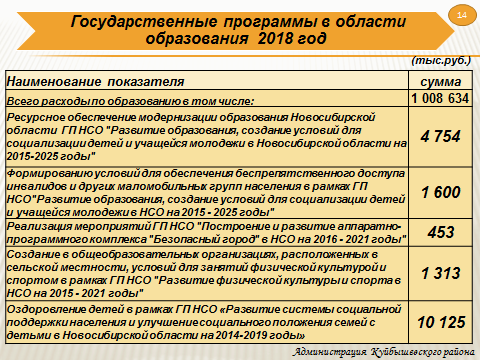 Государственные программы в области
образования 2018 год
14
(тыс.руб.)
Наименование показателя сумма
Всего расходы по образованию в том числе: 1 008 634
Ресурсное обеспечение модернизации образования Новосибирской
области ГП НСО "Развитие образования, создание условий для
социализации детей и учащейся молодежи в Новосибирской области на
2015-2025 годы"
4 754
Формированию условий для обеспечения беспрепятственного доступа
инвалидов и других маломобильных групп населения в рамках ГП
НСО"Развитие образования, создание условий для социализации детей
и учащейся молодежи в НСО на 2015 - 2025 годы"
1 600
Реализация мероприятий ГП НСО "Построение и развитие аппаратно-
программного комплекса "Безопасный город" в НСО на 2016 - 2021 годы"
453
Создание в общеобразовательных организациях, расположенных в
сельской местности, условий для занятий физической культурой и
спортом в рамках ГП НСО "Развитие физической культуры и спорта в
НСО на 2015 - 2021 годы"
1 313
Оздоровление детей в рамках ГП НСО «Развитие системы социальной
поддержки населения и улучшение социального положения семей с
детьми в Новосибирской области на 2014-2019 годы»
10 125
Администрация Куйбышевского района